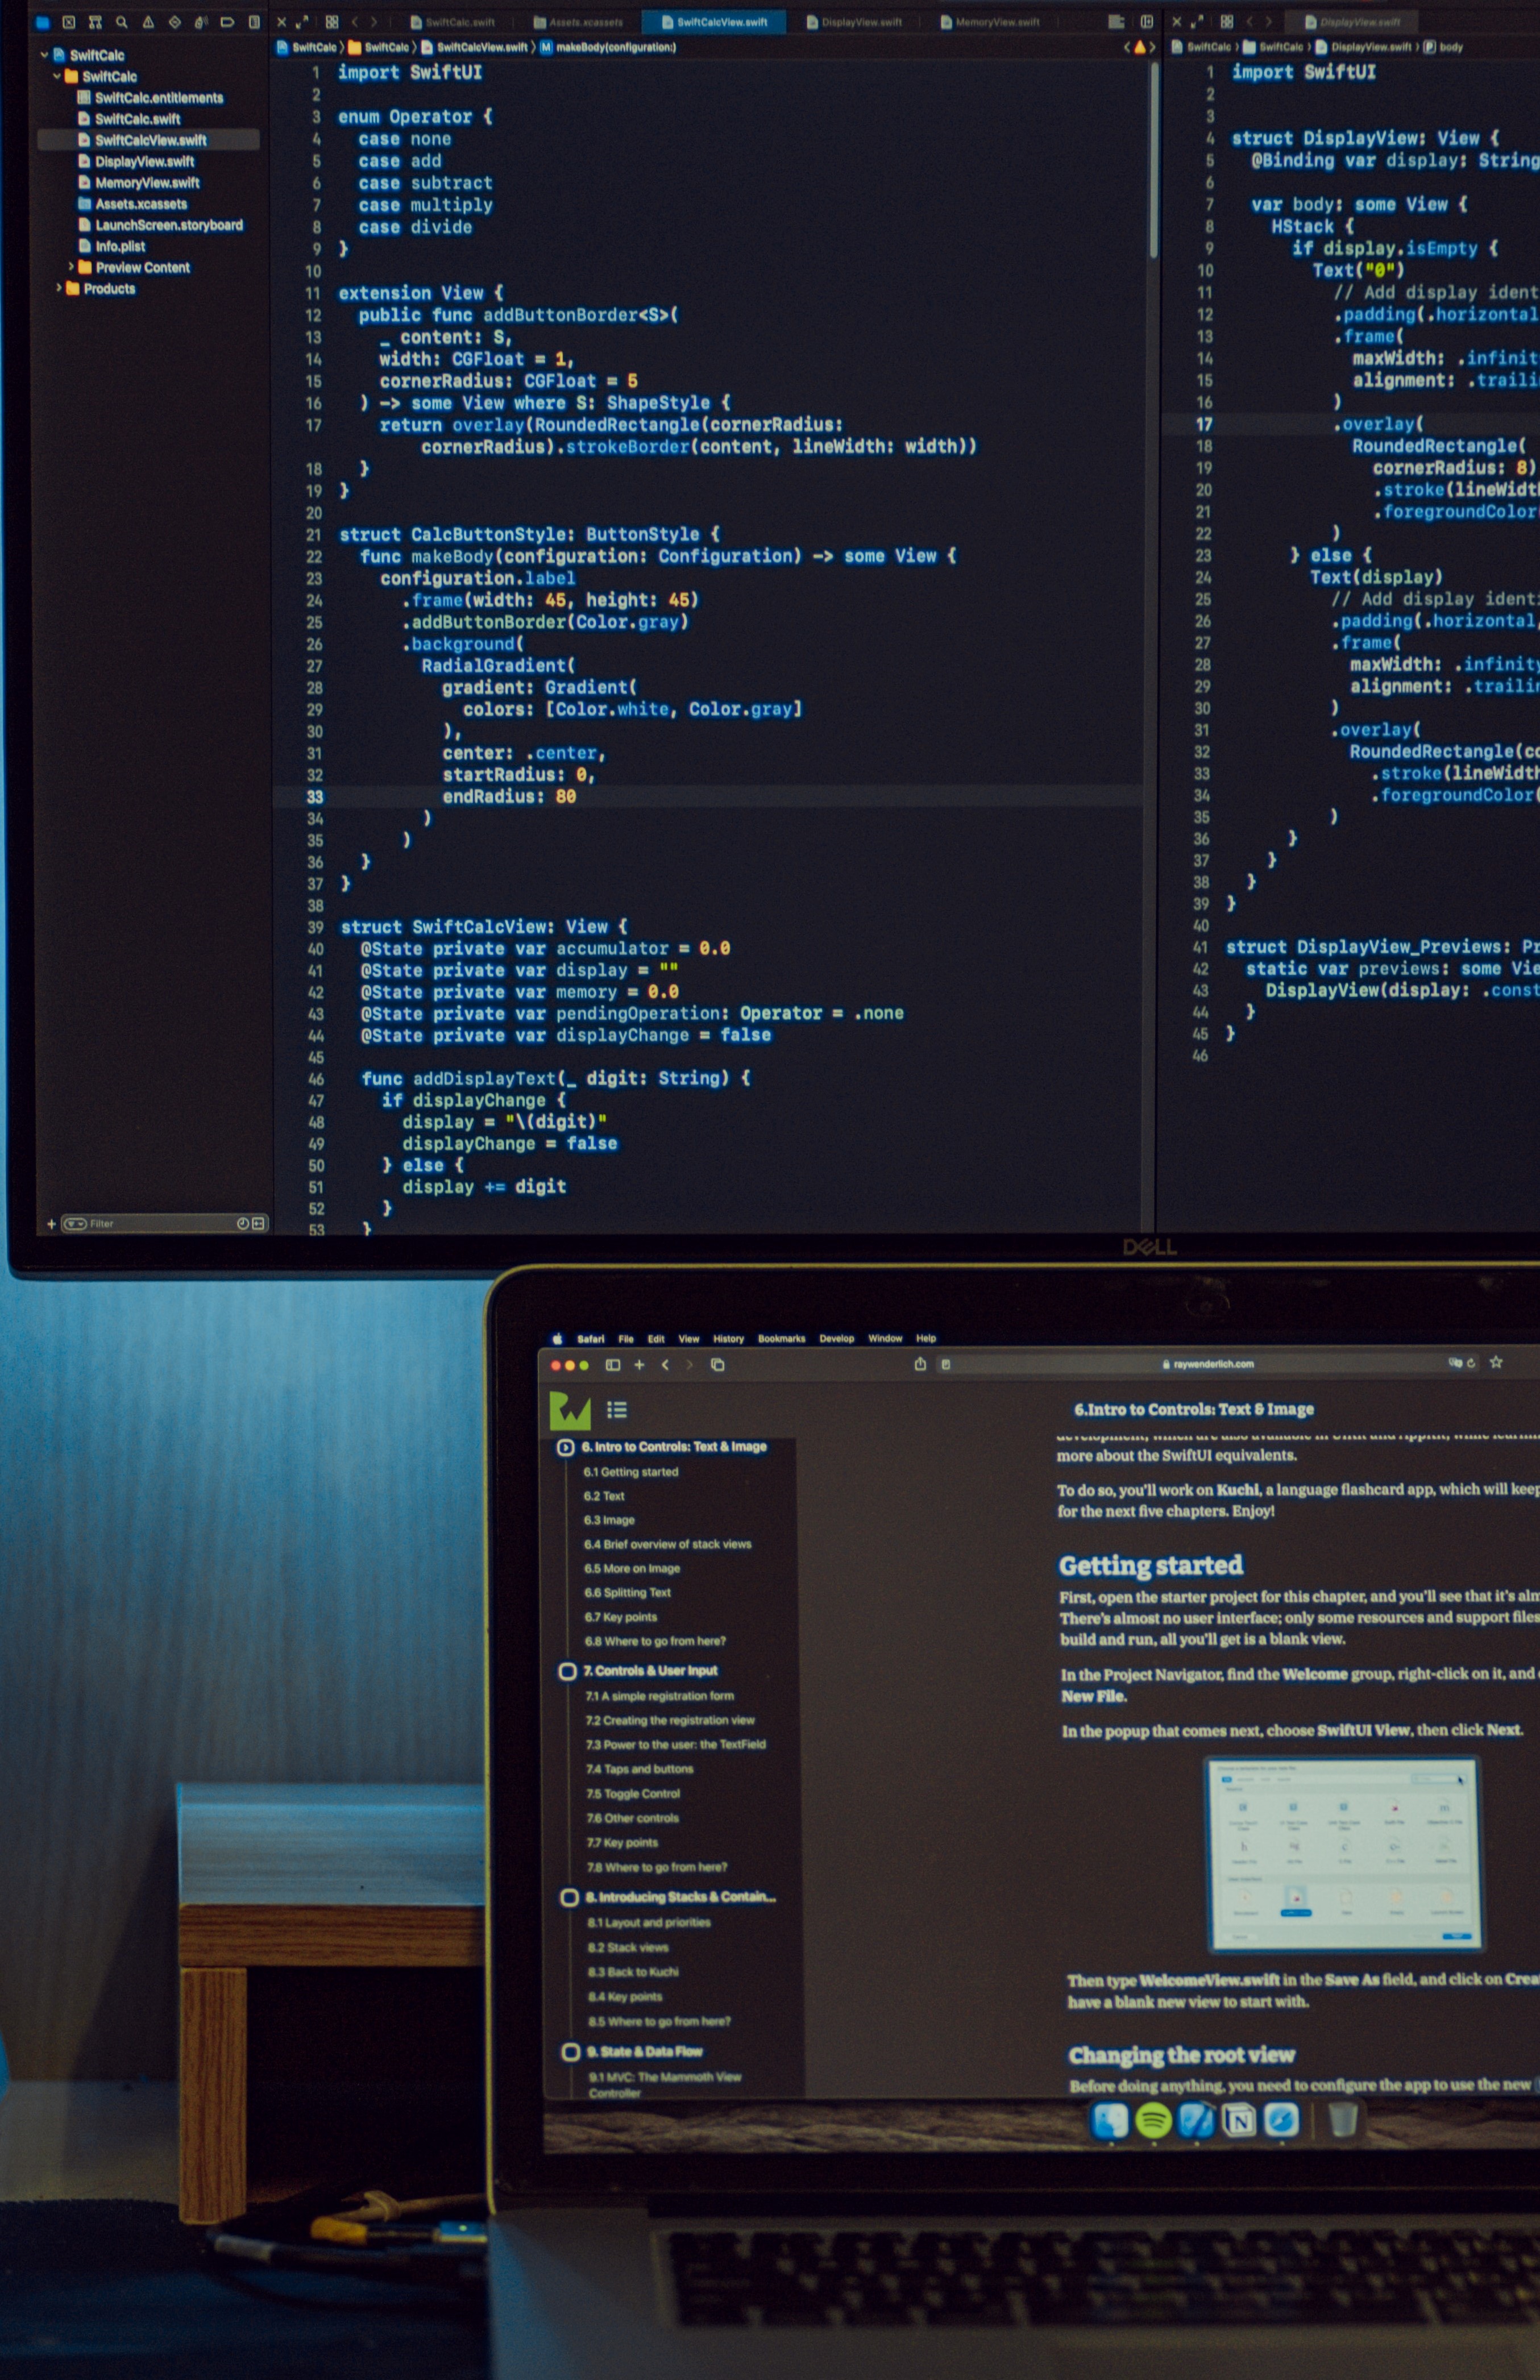 SwiftCalc.swift
Assets.xcassets
SwiftCalcView.swift
DisplayView.swift
MemoryView.swift
SwiftCalc
SwiftCalc
SwiftCalcView.swift
M makeBody(configuration:)
SwiftCalc
SwiftCalc
SwiftCalc.entitlements
SwiftCalc.swift
SwiftCalcView.swift
DisplayView.swift
MemoryView.swift
Assets.xcassets
LaunchScreen.storyboard
Info.plist
Preview Content
Products
Filter
1 import SwiftUI
2
3 enum Operator {
4 case none
5 case add
6 case subtract
7 case multiply
8 case divide
9 }
10
11 extension View {
12 public func addButtonBorder<S>(
13 _ content: S,
14 width: CGFloat = 1,
15 cornerRadius: CGFloat = 5
16 ) -> some View where S: ShapeStyle {
17 return overlay(RoundedRectangle(cornerRadius:
cornerRadius).strokeBorder(content, lineWidth: width))
18 }
19 }
20
21 struct CalcButtonStyle: ButtonStyle {
22 func makeBody(configuration: Configuration) -> some View {
23 configuration.label
24 .frame(width: 45, height: 45)
25 .addButtonBorder(Color.gray)
26 .background(
27 RadialGradient(
28 gradient: Gradient(
29 colors: [Color.white, Color.gray]
30 ),
31 center: .center,
32 startRadius: 0,
33 endRadius: 80
34 )
35 )
36 }
37 }
38
39 struct SwiftCalcView: View {
40 @State private var accumulator = 0.0
41 @State private var display = ""
42 @State private var memory = 0.0
43 @State private var pendingOperation: Operator = .none
44 @State private var displayChange = false
45
46 func addDisplayText(_ digit: String) {
47 if displayChange {
48 display = "\(digit)"
49 displayChange = false
50 } else {
51 display += digit
52 }
53 }
DisplayView.swift
SwiftCalc
SwiftCalc
DisplayView.swift
P body
1 import SwiftUI
2
3
4 struct DisplayView: View {
5 @Binding var display: String
6
7 var body: some View {
8 HStack {
9 if display.isEmpty {
10 Text("0")
11 // Add display ident
12 .padding(.horizontal
13 .frame(
14 maxWidth: .infinit
15 alignment: .traili
16 )
17 .overlay(
18 RoundedRectangle(
19 cornerRadius: 8)
20 .stroke(lineWidt
21 .foregroundColor
22 )
23 } else {
24 Text(display)
25 // Add display identi
26 .padding(.horizontal,
27 .frame(
28 maxWidth: .infinity
29 alignment: .trailin
30 )
31 .overlay(
32 RoundedRectangle(co
33 .stroke(lineWidth
34 .foregroundColor(
35 )
36 }
37 }
38 }
39 }
40
41 struct DisplayView_Previews: Pr
42 static var previews: some Vie
43 DisplayView(display: .const
44 }
45 }
46
DELL
Safari File Edit View History Bookmarks Develop Window Help
raywenderlich.com
6.Intro to Controls: Text & Image
6. Intro to Controls: Text & Image
6.1 Getting started
6.2 Text
6.3 Image
6.4 Brief overview of stack views
6.5 More on Image
6.6 Splitting Text
6.7 Key points
6.8 Where to go from here?
7. Controls & User Input
7.1 A simple registration form
7.2 Creating the registration view
7.3 Power to the user: the TextField
7.4 Taps and buttons
7.5 Toggle Control
7.6 Other controls
7.7 Key points
7.8 Where to go from here?
8. Introducing Stacks & Contain...
8.1 Layout and priorities
8.2 Stack views
8.3 Back to Kuchi
8.4 Key points
8.5 Where to go from here?
9. State & Data Flow
9.1 MVC: The Mammoth View
Controller
more about the SwiftUI equivalents.
To do so, you'll work on Kuchi, a language flashcard app, which will keep
for the next five chapters. Enjoy!
Getting started
First, open the starter project for this chapter, and you'll see that it's alm
There's almost no user interface; only some resources and support files
build and run, all you'll get is a blank view.
In the Project Navigator, find the Welcome group, right-click on it, and
New File.
In the popup that comes next, choose SwiftUI View, then click Next.
Then type WelcomeView.swift in the Save As field, and click on Crea
have a blank new view to start with.
Changing the root view
Before doing anything, you need to configure the app to use the new